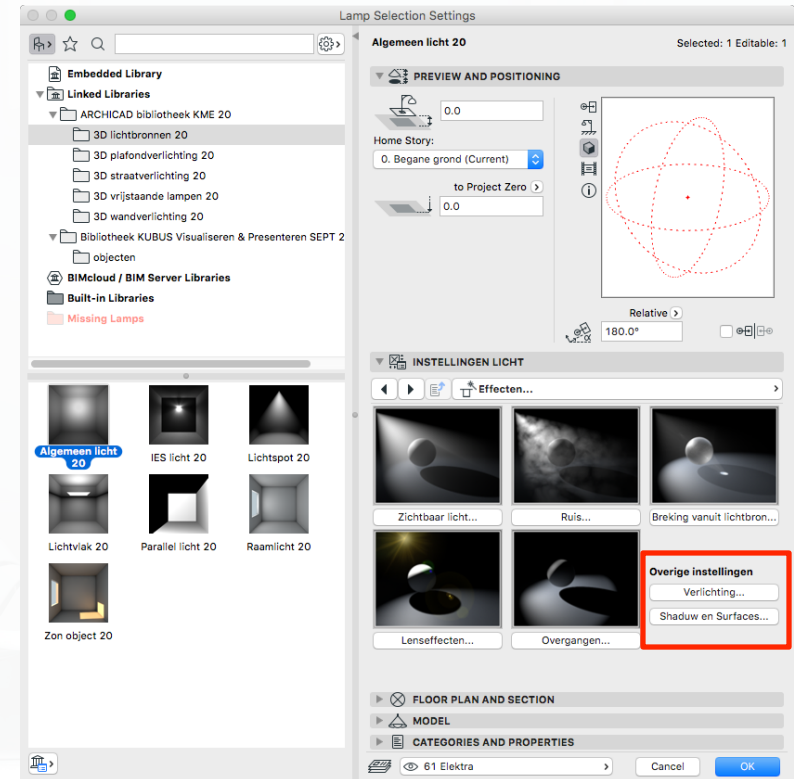 Lamp Selection Settings
Embedded Library
Linked Libraries
ARCHICAD bibliotheek KME 20
3D lichtbronnen 20
3D plafondverlichting 20
3D straatverlichting 20
3D vrijstaande lampen 20
3D wandverlichting 20
Bibliotheek KUBUS Visualiseren & Presenteren SEPT 2
objecten
BIMcloud / BIM Server Libraries
Built-in Libraries
Missing Lamps
Algemeen licht
20
IES licht 20
Lichtspot 20
Lichtvlak 20
Parallel licht 20
Raamlicht 20
Zon object 20
Algemeen licht 20
Selected: 1 Editable: 1
PREVIEW AND POSITIONING
0.0
Home Story:
0. Begane grond (Current)
to Project Zero
0.0
Relative
180.0°
INSTELLINGEN LICHT
Effecten...
Zichtbaar licht...
Ruis...
Breking vanuit lichtbron...
Lenseffecten...
Overgangen...
Overige instellingen
Verlichting...
Shaduw en Surfaces...
FLOOR PLAN AND SECTION
MODEL
CATEGORIES AND PROPERTIES
61 Elektra
Cancel
OK